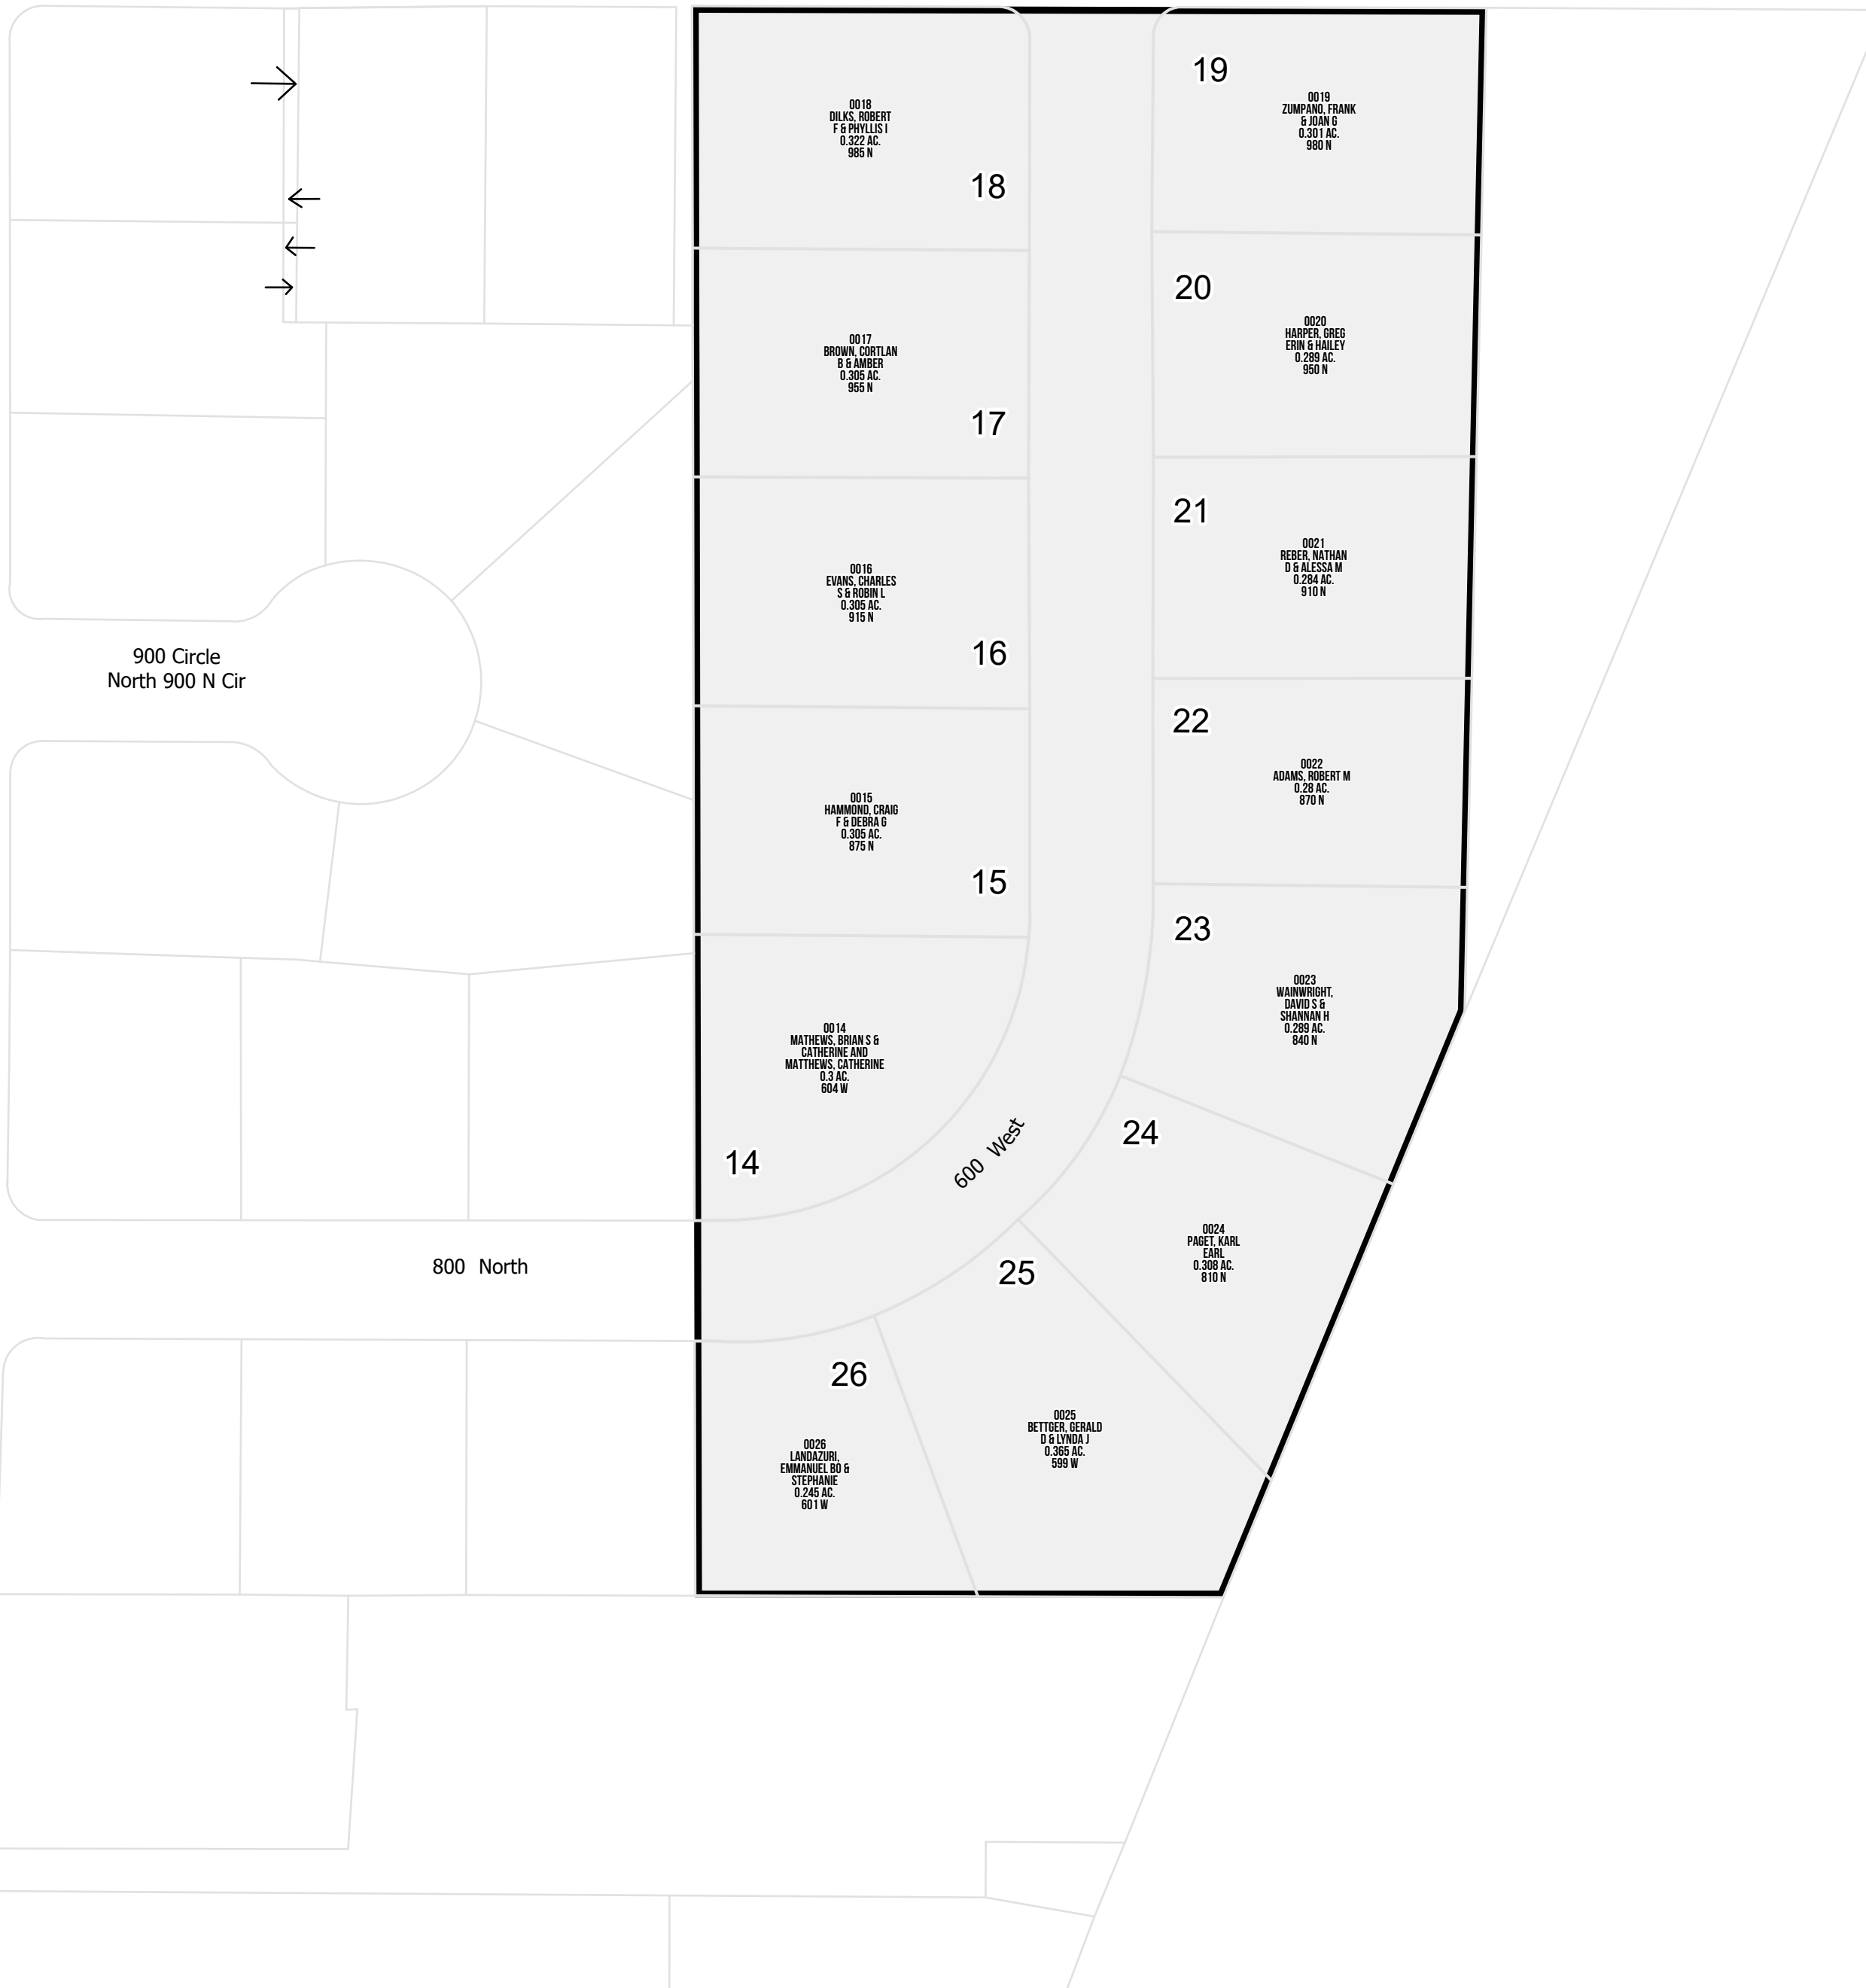 0018
DILKS, ROBERT
F & PHYLLIS I
0.322 AC.
985 N
18
19
0019
ZUMPANO, FRANK
& JOAN G
0.301 AC.
980 N
0017
BROWN, CORTLAN
B & AMBER
0.305 AC.
955 N
17
20
0020
HARPER, GREG
ERIN & HAILEY
0.289 AC.
950 N
0016
EVANS, CHARLES
S & ROBIN L
0.305 AC.
915 N
16
21
0021
REBER, NATHAN
D & ALESSA M
0.284 AC.
910 N
900 Circle
North 900 N Cir
0015
HAMMOND, CRAIG
F & DEBRA G
0.305 AC.
875 N
15
22
0022
ADAMS, ROBERT M
0.28 AC.
870 N
23
0023
WAINWRIGHT,
DAVID S &
SHANNAN H
0.289 AC.
840 N
0014
MATHEWS, BRIAN S &
CATHERINE AND
MATTHEWS, CATHERINE
0.3 AC.
604 W
14
600 West
24
0024
PAGET, KARL
EARL
0.308 AC.
810 N
800 North
25
0025
BETTGER, GERALD
D & LYNDA J
0.365 AC.
599 W
26
0026
LANDAZURI,
EMMANUEL BO &
STEPHANIE
0.245 AC.
601 W